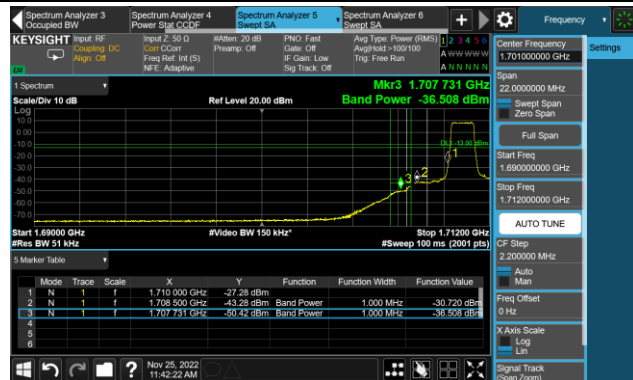 Spectrum Analyzer 3
Occupied BW
Spectrum Analyzer 4
Power Stat CCDF
Spectrum Analyzer 5
Swept SA
Spectrum Analyzer 6
Swept SA
Frequency
KEYSIGHT
Input: RF
Coupling: DC
Align: Off
Input Z: 50 Ω
Corr CCorr
Freq Ref: Int (S)
NFE: Adaptive
#Atten: 20 dB
Preamp: Off
PNO: Fast
Gate: Off
IF Gain: Low
Sig Track: Off
Avg Type: Power (RMS)
Avg|Hold:>100/100
Trig: Free Run
1 2 3 4 5 6
A W W W W W
A N N N N N
1 Spectrum
Scale/Div 10 dB
Ref Level 20.00 dBm
Mkr3 1.707 731 GHz
Band Power -36.508 dBm
Log
10.0
0.00
-10.0
-20.0
-30.0
-40.0
-50.0
-60.0
-70.0
DL1 -13.00 dBm
1
2
3
Start 1.69000 GHz
#Video BW 150 kHz*
Stop 1.71200 GHz
#Res BW 51 kHz
#Sweep 100 ms (2001 pts)
5 Marker Table
Mode Trace Scale X Y Function Function Width Function Value
1 N 1 f 1.710 000 GHz -27.28 dBm
2 N 1 f 1.708 500 GHz -43.28 dBm Band Power 1.000 MHz -30.720 dBm
3 N 1 f 1.707 731 GHz -50.42 dBm Band Power 1.000 MHz -36.508 dBm
4
5
6
Nov 25, 2022
11:42:22 AM
Center Frequency
1.701000000 GHz
Settings
Span
22.0000000 MHz
Swept Span
Zero Span
Full Span
Start Freq
1.690000000 GHz
Stop Freq
1.712000000 GHz
AUTO TUNE
CF Step
2.200000 MHz
Auto
Man
Freq Offset
0 Hz
X Axis Scale
Log
Lin
Signal Track
(Span Zoom)